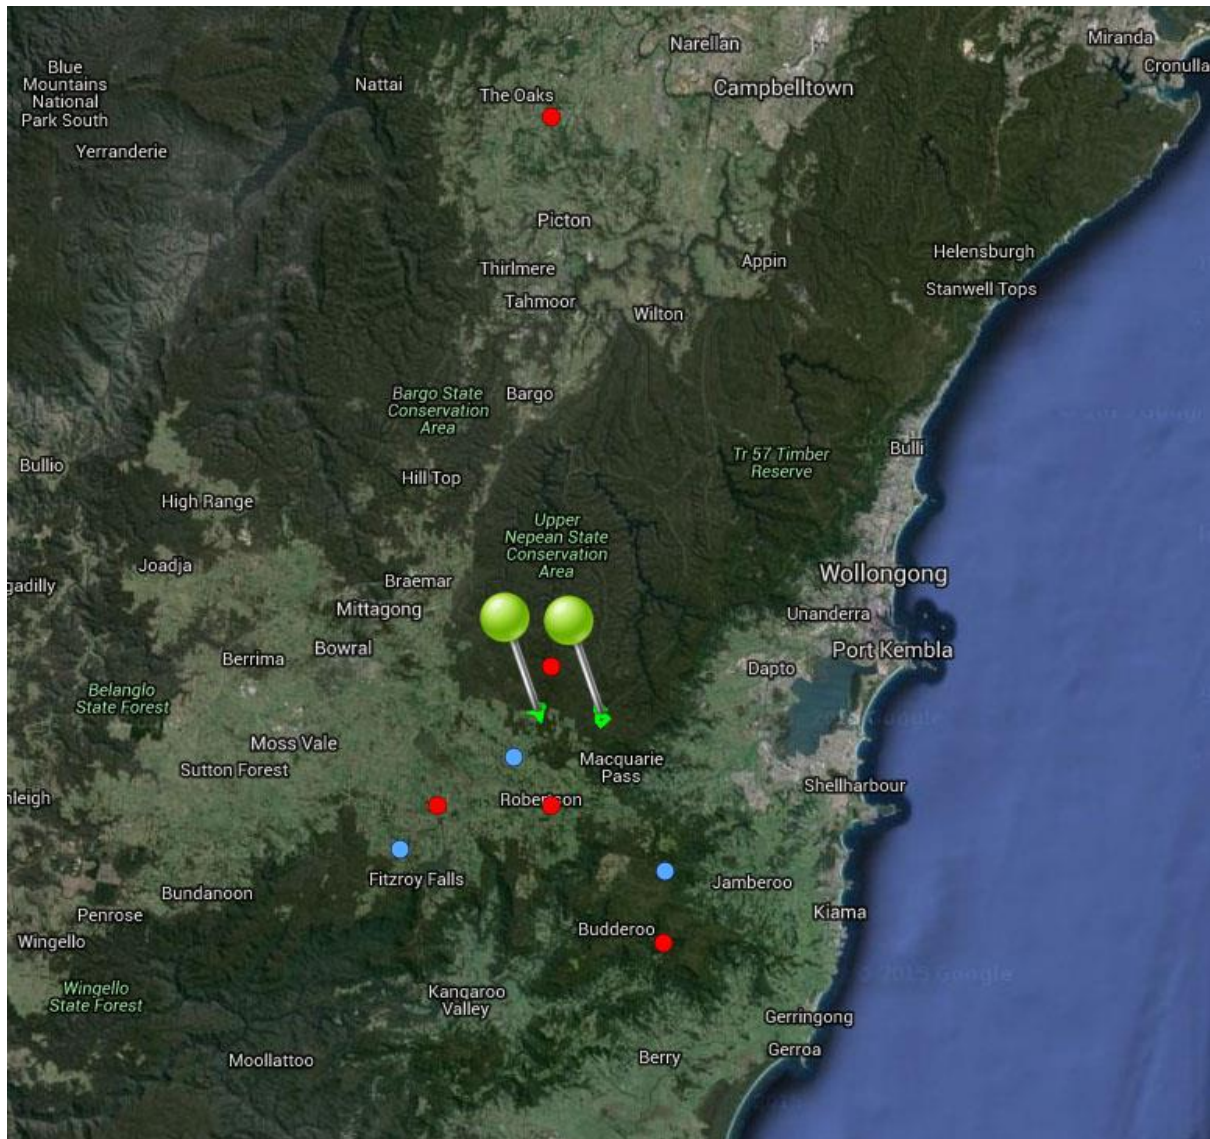 Miranda
Narellan
Cronulla
Blue
Mountains
National
Park South
Nattai
Campbelltown
The Oaks
Yerranderie
Picton
Helensburgh
Appin
Thirlmere
Stanwell Tops
Tahmoor
Wilton
Bargo State
Conservation
Area
Bargo
Bulli
Tr 57 Timber
Reserve
Bullio
Hill Top
High Range
Upper
Nepean State
Conservation
Area
Joadja
Wollongong
gadilly
Braemar
Mittagong
Unanderra
Bowral
Port Kembla
Berrima
Dapto
Belanglo
State Forest
Moss Vale
Macquarie
Pass
Sutton Forest
Shellharbour
nleigh
Robertson
Fitzroy Falls
Jamberoo
Bundanoon
Kiama
Penrose
Budderoo
Wingello
Wingello
State Forest
Kangaroo
Valley
Gerringong
Gerroa
Berry
Moollattoo